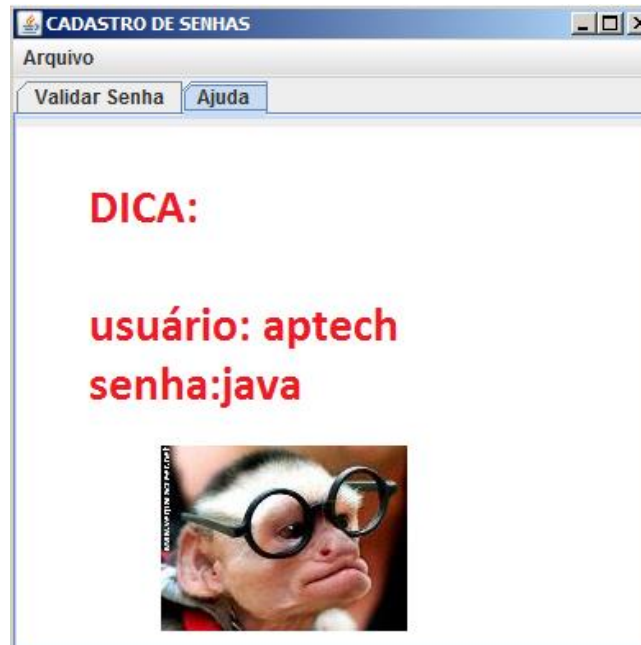 CADASTRO DE SENHAS
Arquivo
Validar Senha Ajuda
DICA:
usuário: aptech
senha:java